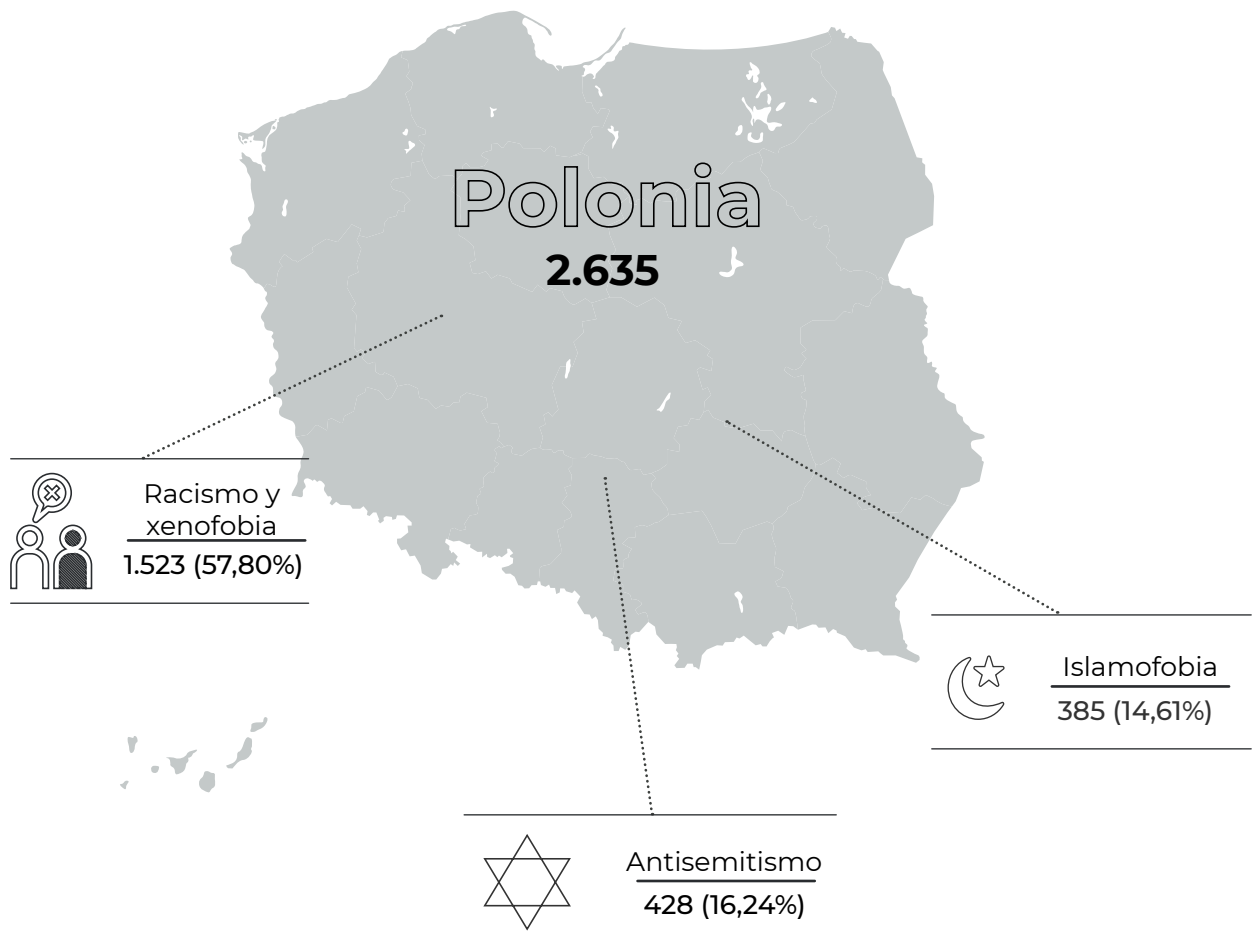 Polonia
2.635
Racismo y
xenofobia
1.523 (57,80%)
Islamofobia
385 (14,61%)
Antisemitismo
428 (16,24%)